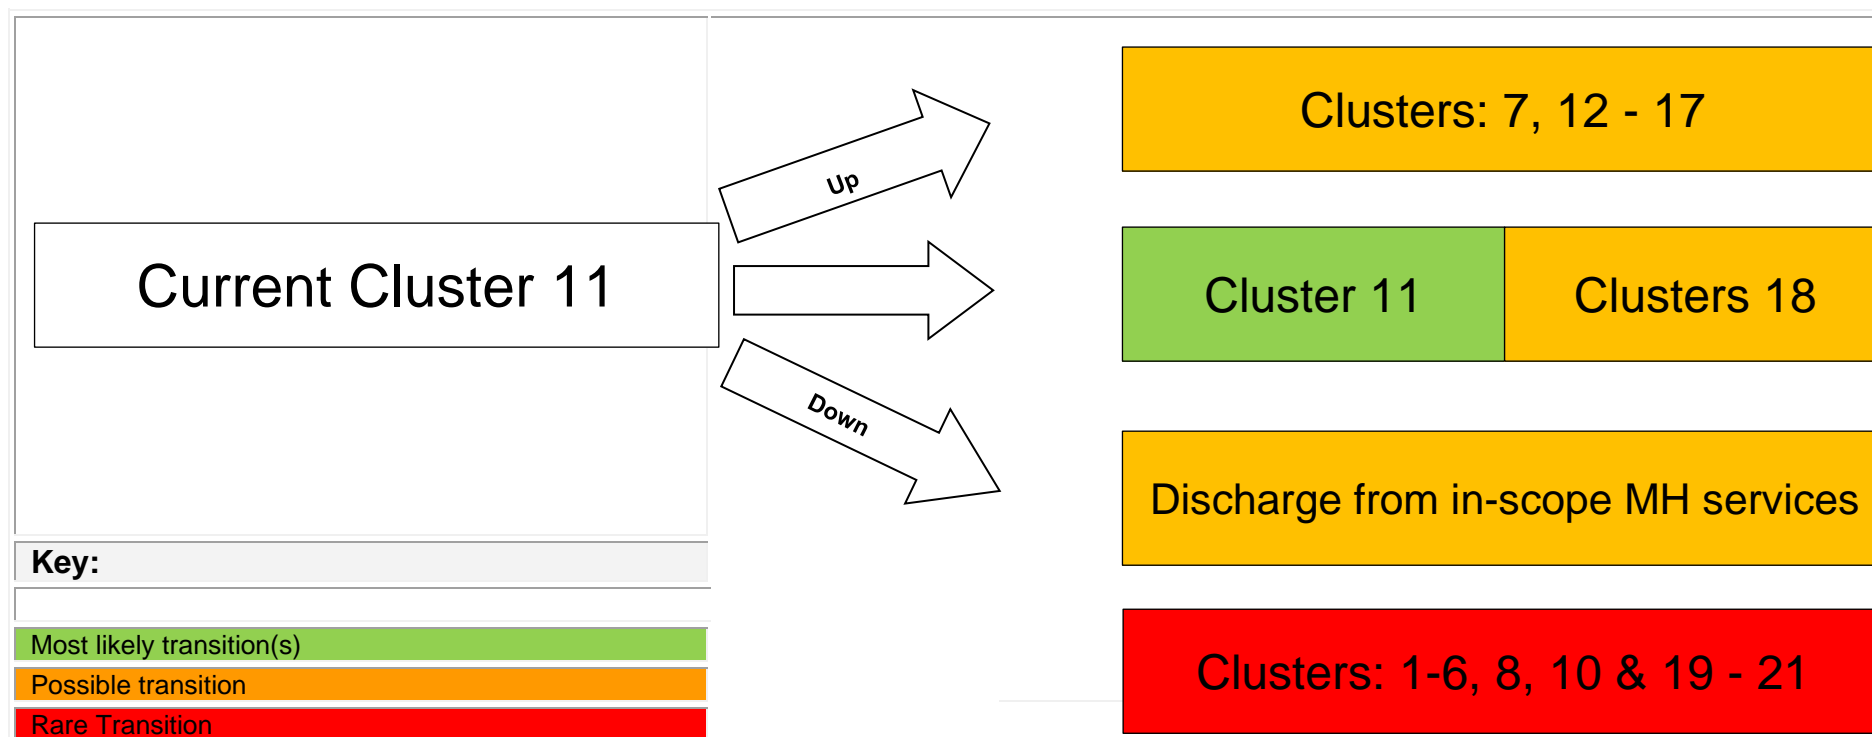 Clusters: 7, 12 - 17
Up
Current Cluster 11
Cluster 11
Clusters 18
Down
Discharge from in-scope MH services
Key:
Most likely transition(s)
Possible transition
Rare Transition
Clusters: 1-6, 8, 10 & 19 - 21